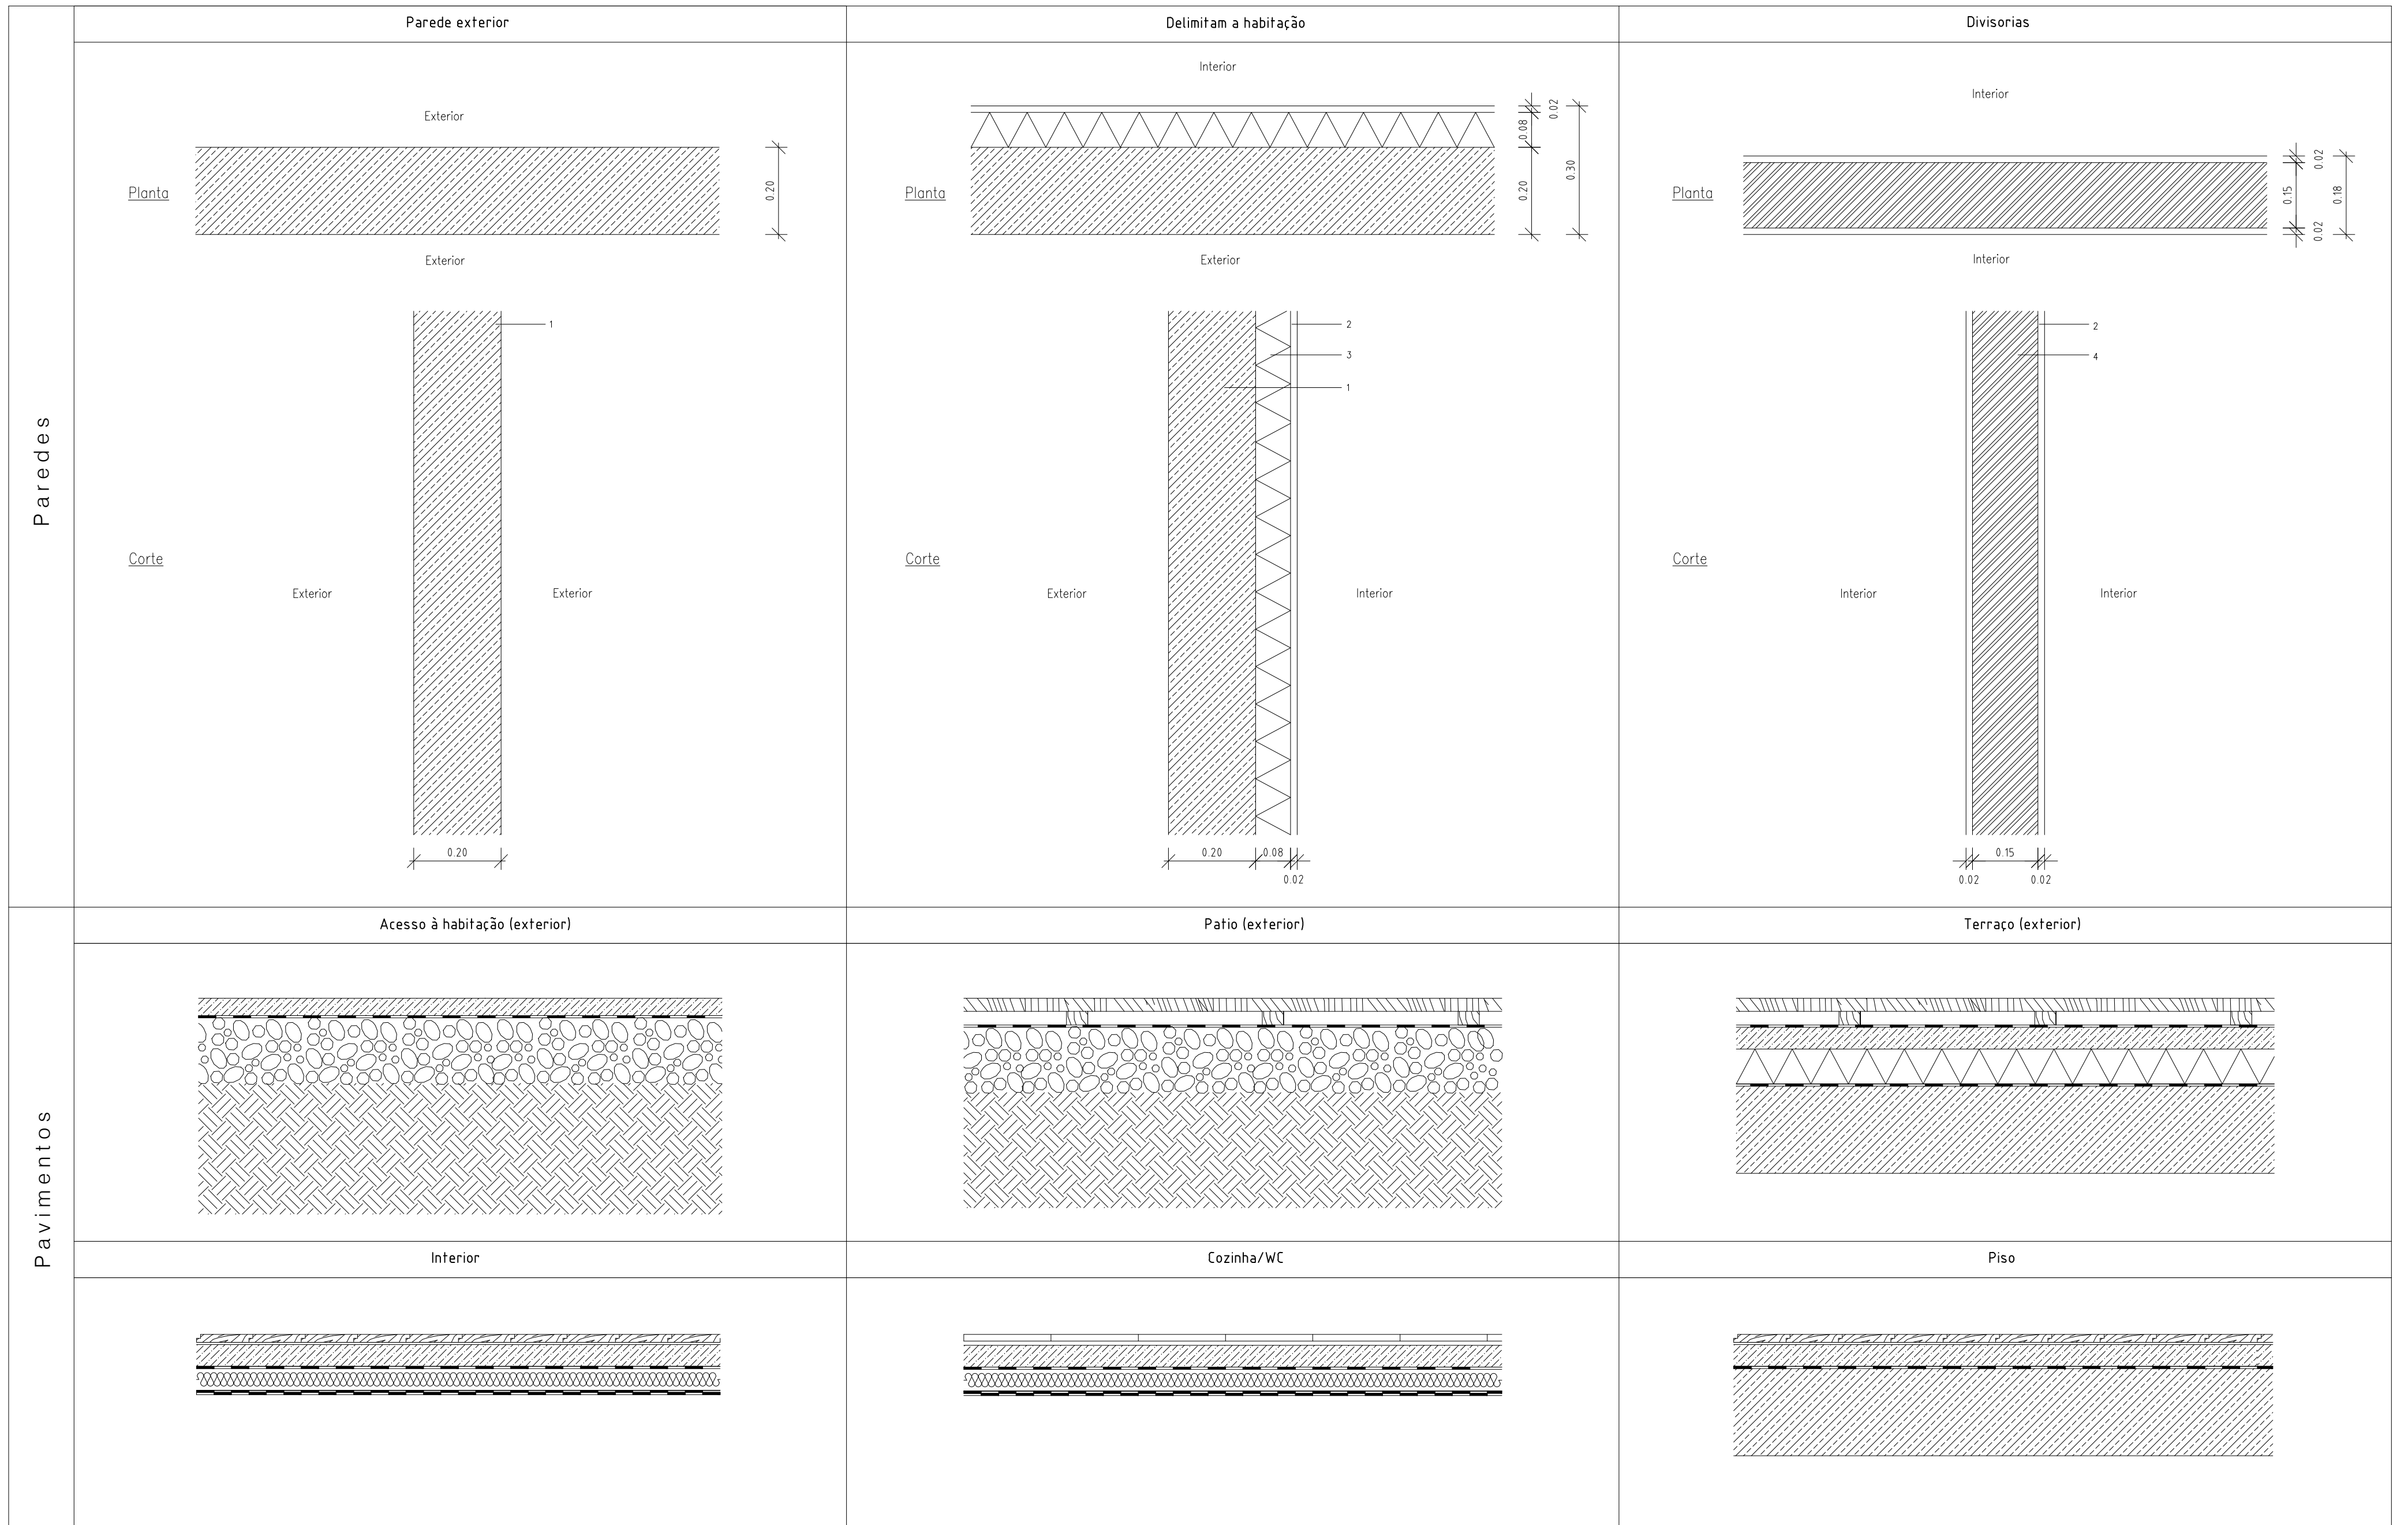 Paredes
Parede exterior
Exterior
Planta
0.20
Exterior
1
Corte
Exterior
Exterior
0.20
Delimitam a habitação
Interior
0.02
0.08
0.30
0.20
Planta
Exterior
2
3
1
Corte
Exterior
Interior
0.20
0.08
0.02
Divisorias
Interior
0.02
0.15
0.18
0.02
Planta
Interior
2
4
Corte
Interior
Interior
0.15
0.02
0.02
Pavimentos
Acesso à habitação (exterior)
Patio (exterior)
Terraço (exterior)
Interior
Cozinha/WC
Piso